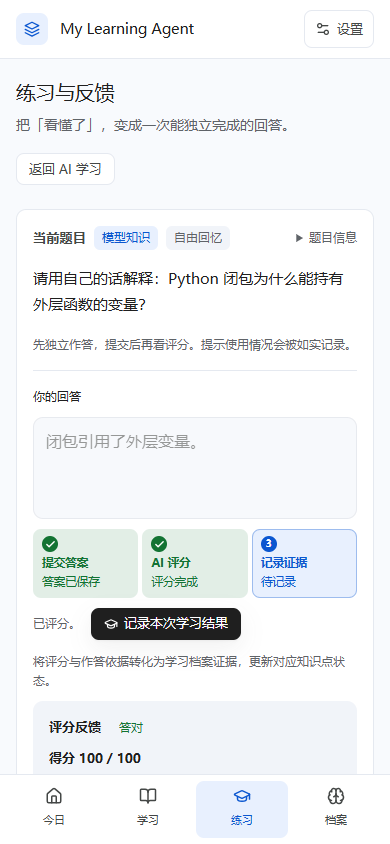 My Learning Agent
设置
练习与反馈
把「看懂了」，变成一次能独立完成的回答。
返回 AI 学习
当前题目 模型知识 自由回忆 ▶ 题目信息
请用自己的话解释：Python 闭包为什么能持有
外层函数的变量？
先独立作答，提交后再看评分。提示使用情况会被如实记录。
你的回答
闭包引用了外层变量。
提交答案
答案已保存
AI 评分
评分完成
3
记录证据
待记录
已评分。 记录本次学习结果
将评分与作答依据转化为学习档案证据，更新对应知识点状
态。
评分反馈 答对
得分 100 / 100
今日 学习 练习 档案